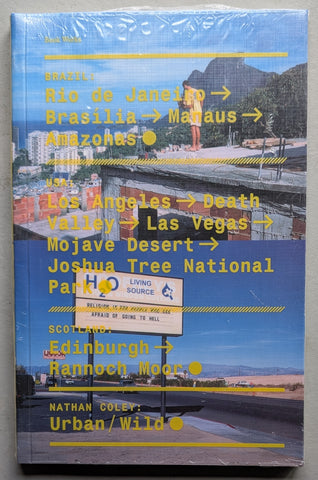 BRAZIL:
Rio de Janeiro →
Brasília → Manaus →
Amazonas ●
USA:
Los Angeles → Death
Valley → Las Vegas →
Mojave Desert →
Joshua Tree National
Park ●
H2O LIVING
SOURCE
RELIGION IS FOR PEOPLE WHO ARE
AFRAID OF GOING TO HELL
SCOTLAND:
Edinburgh →
Rannoch Moor ●
NATHAN COLEY:
Urban/Wild ●